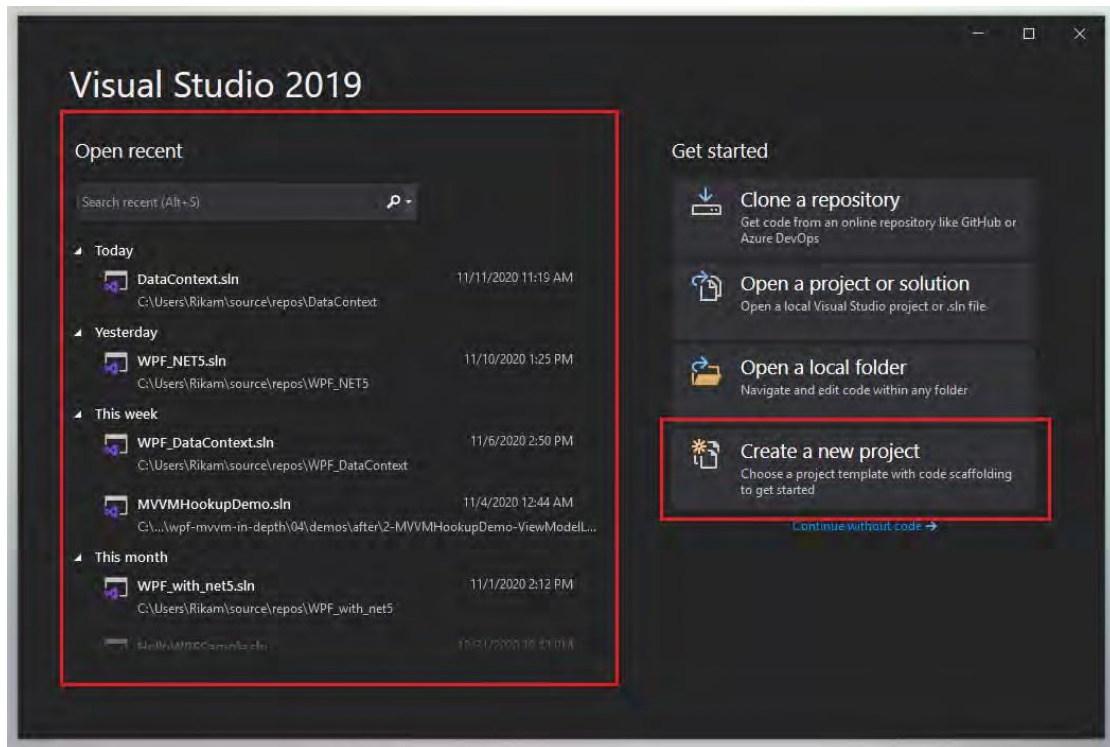 Visual Studio 2019
Open recent
Search recent (Alt+S)
Today
DataContext.sln 11/11/2020 11:19 AM
C:\Users\Rikam\source\repos\DataContext
Yesterday
WPF_NET5.sln 11/10/2020 1:25 PM
C:\Users\Rikam\source\repos\WPF_NET5
This week
WPF_DataContext.sln 11/6/2020 2:50 PM
C:\Users\Rikam\source\repos\WPF_DataContext
MVVMHookupDemo.sln 11/4/2020 12:44 AM
C:\...\wpf-mvvm-in-depth\04\demos\after\2-MVVMHookupDemo-ViewModelL...
This month
WPF_with_net5.sln 11/1/2020 2:12 PM
C:\Users\Rikam\source\repos\WPF_with_net5
Get started
Clone a repository
Get code from an online repository like GitHub or
Azure DevOps
Open a project or solution
Open a local Visual Studio project or .sln file
Open a local folder
Navigate and edit code within any folder
Create a new project
Choose a project template with code scaffolding
to get started
Continue without code →